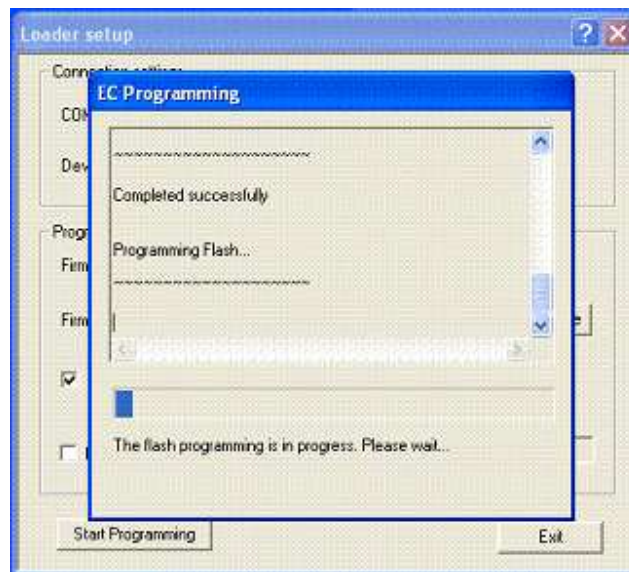 Loader setup
EC Programming
~~~~~~~~~~~~~~~~~~~~
Completed successfully
Programming Flash...
~~~~~~~~~~~~~~~~~~~~
The flash programming is in progress. Please wait...
Start Programming
Exit